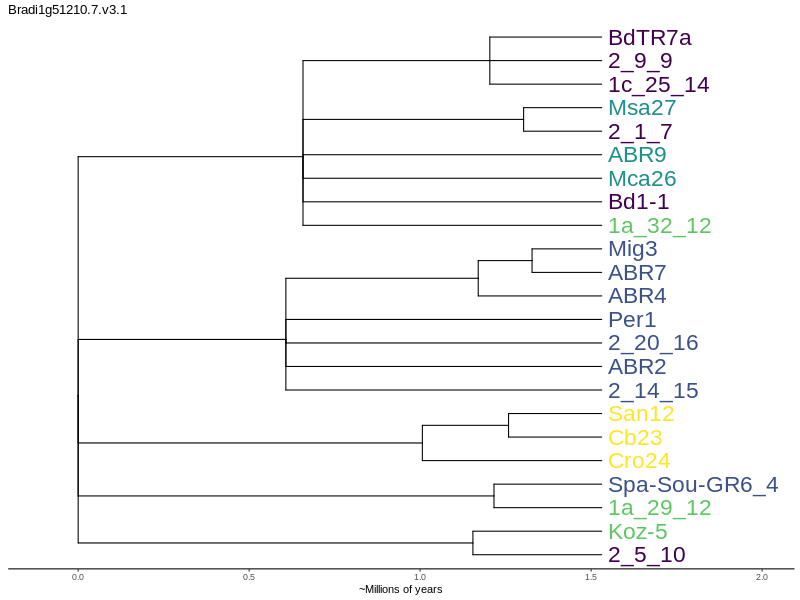 Bradi1g51210.7.v3.1
BdTR7a
2_9_9
1c_25_14
Msa27
2_1_7
ABR9
Mca26
Bd1-1
1a_32_12
Mig3
ABR7
ABR4
Per1
2_20_16
ABR2
2_14_15
San12
Cb23
Cro24
Spa-Sou-GR6_4
1a_29_12
Koz-5
2_5_10
0.0 0.5 1.0 1.5 2.0
~Millions of years